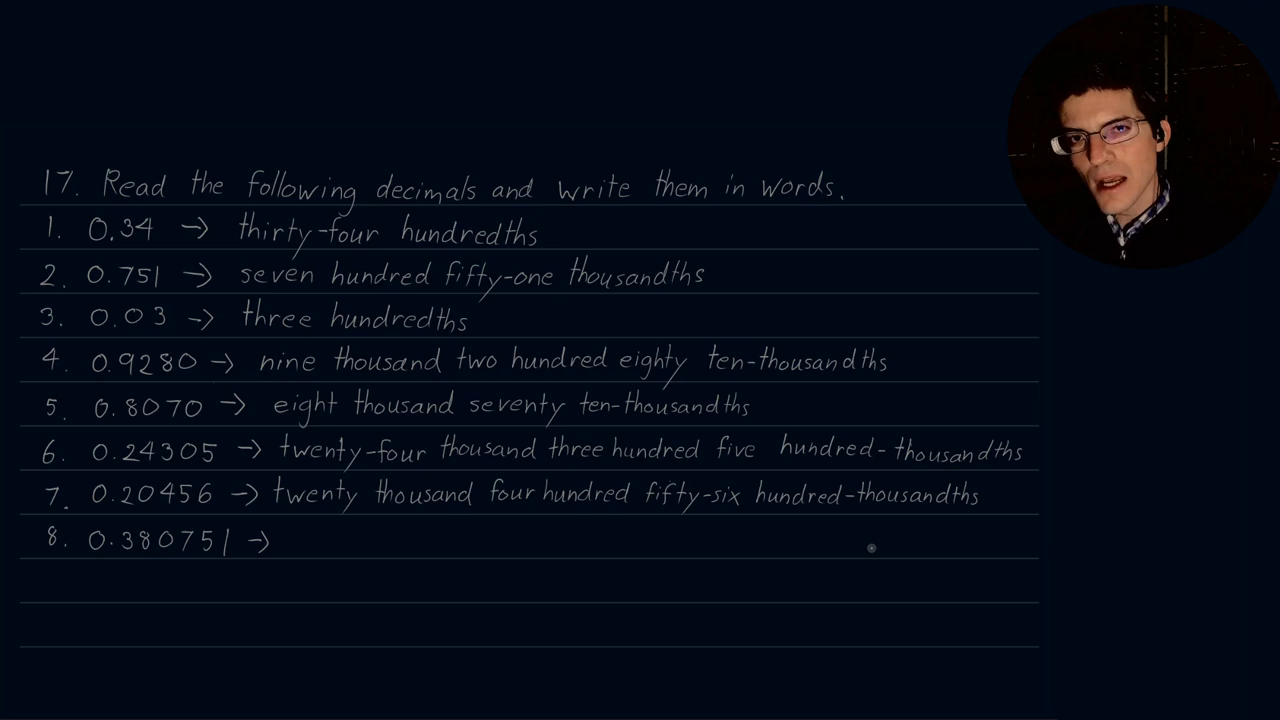 17. Read the following decimals and write them in words.
1. 0.34 → thirty-four hundredths
2. 0.751 → seven hundred fifty-one thousandths
3. 0.03 → three hundredths
4. 0.9280 → nine thousand two hundred eighty ten-thousandths
5. 0.8070 → eight thousand seventy ten-thousandths
6. 0.24305 → twenty-four thousand three hundred five hundred-thousandths
7. 0.20456 → twenty thousand four hundred fifty-six hundred-thousandths
8. 0.380751 →